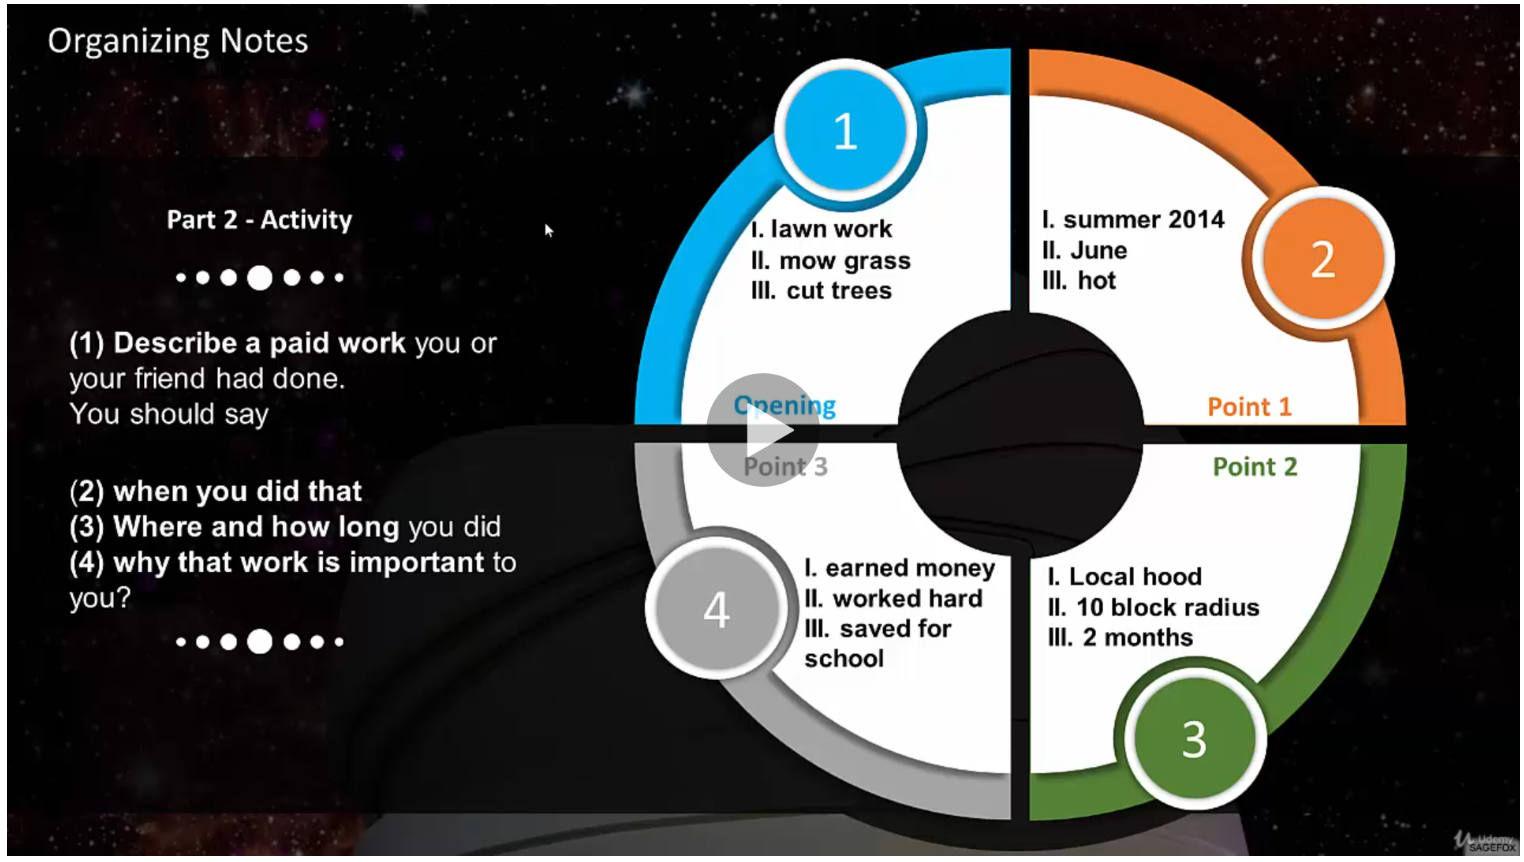 Organizing Notes
Part 2 - Activity
(1) Describe a paid work you or
your friend had done.
You should say
(2) when you did that
(3) Where and how long you did
(4) why that work is important to
you?
1
I. lawn work
II. mow grass
III. cut trees
Opening
2
I. summer 2014
II. June
III. hot
Point 1
Point 2
I. Local hood
II. 10 block radius
III. 2 months
3
Point 3
4
I. earned money
II. worked hard
III. saved for
school
Udemy
SAGEFOX